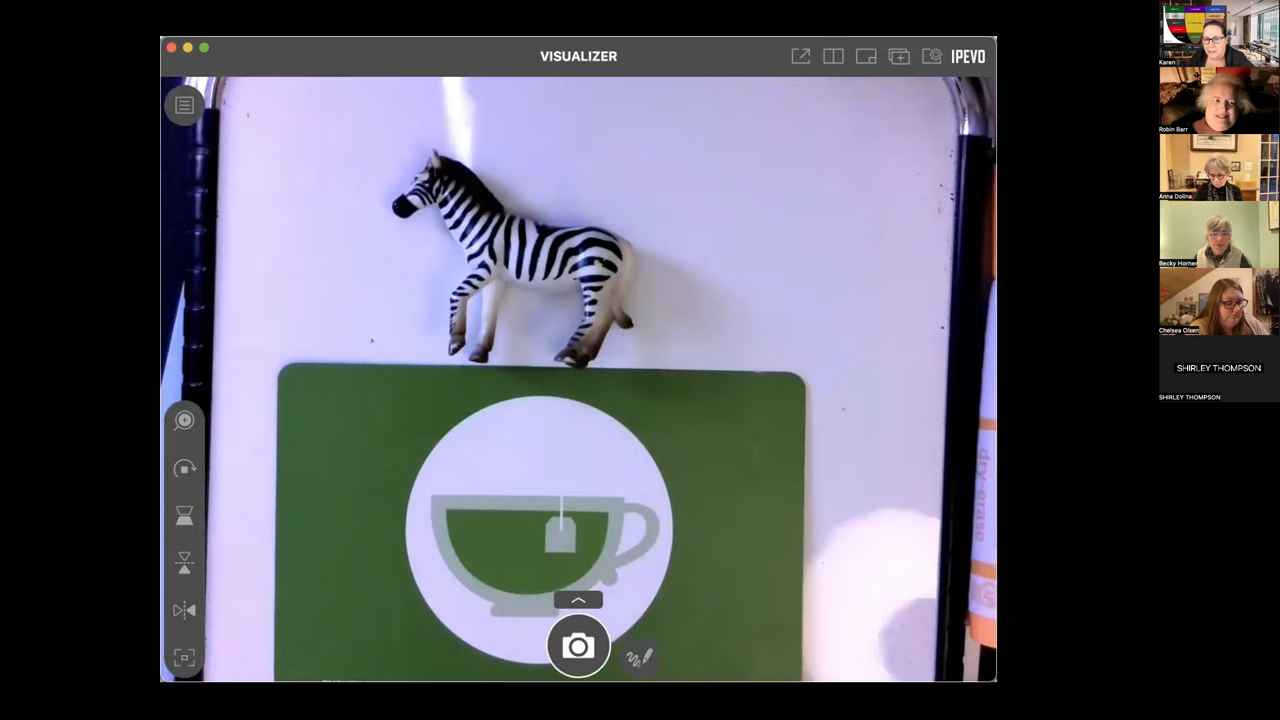 VISUALIZER
IPEVO
Karen
Robin Barr
Anna Dolina
Becky Horner
Chelsea Olsen
SHIRLEY THOMPSON
SHIRLEY THOMPSON
dry-erase